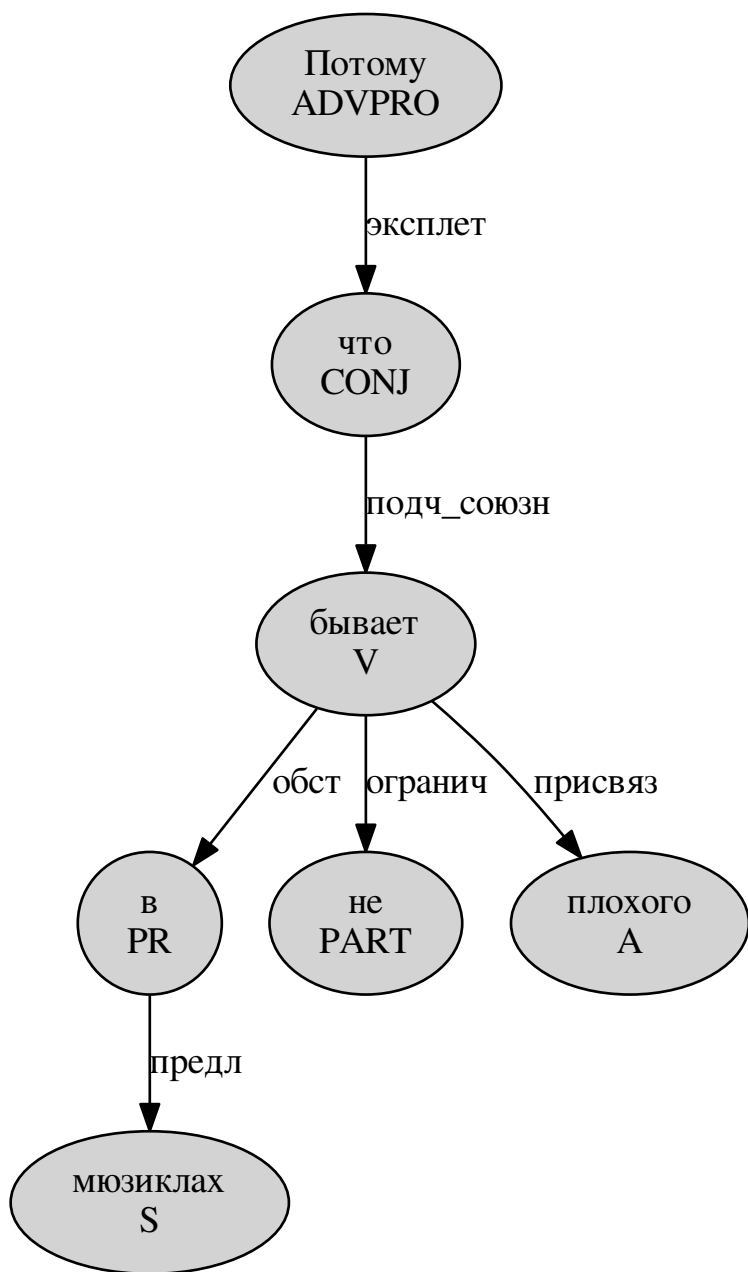 Потому
ADVPRO
эксплет
что
CONJ
подч_союзн
бывает
V
обст
огранич
присвяз
в
PR
не
PART
плохого
A
предл
мюзиклах
S